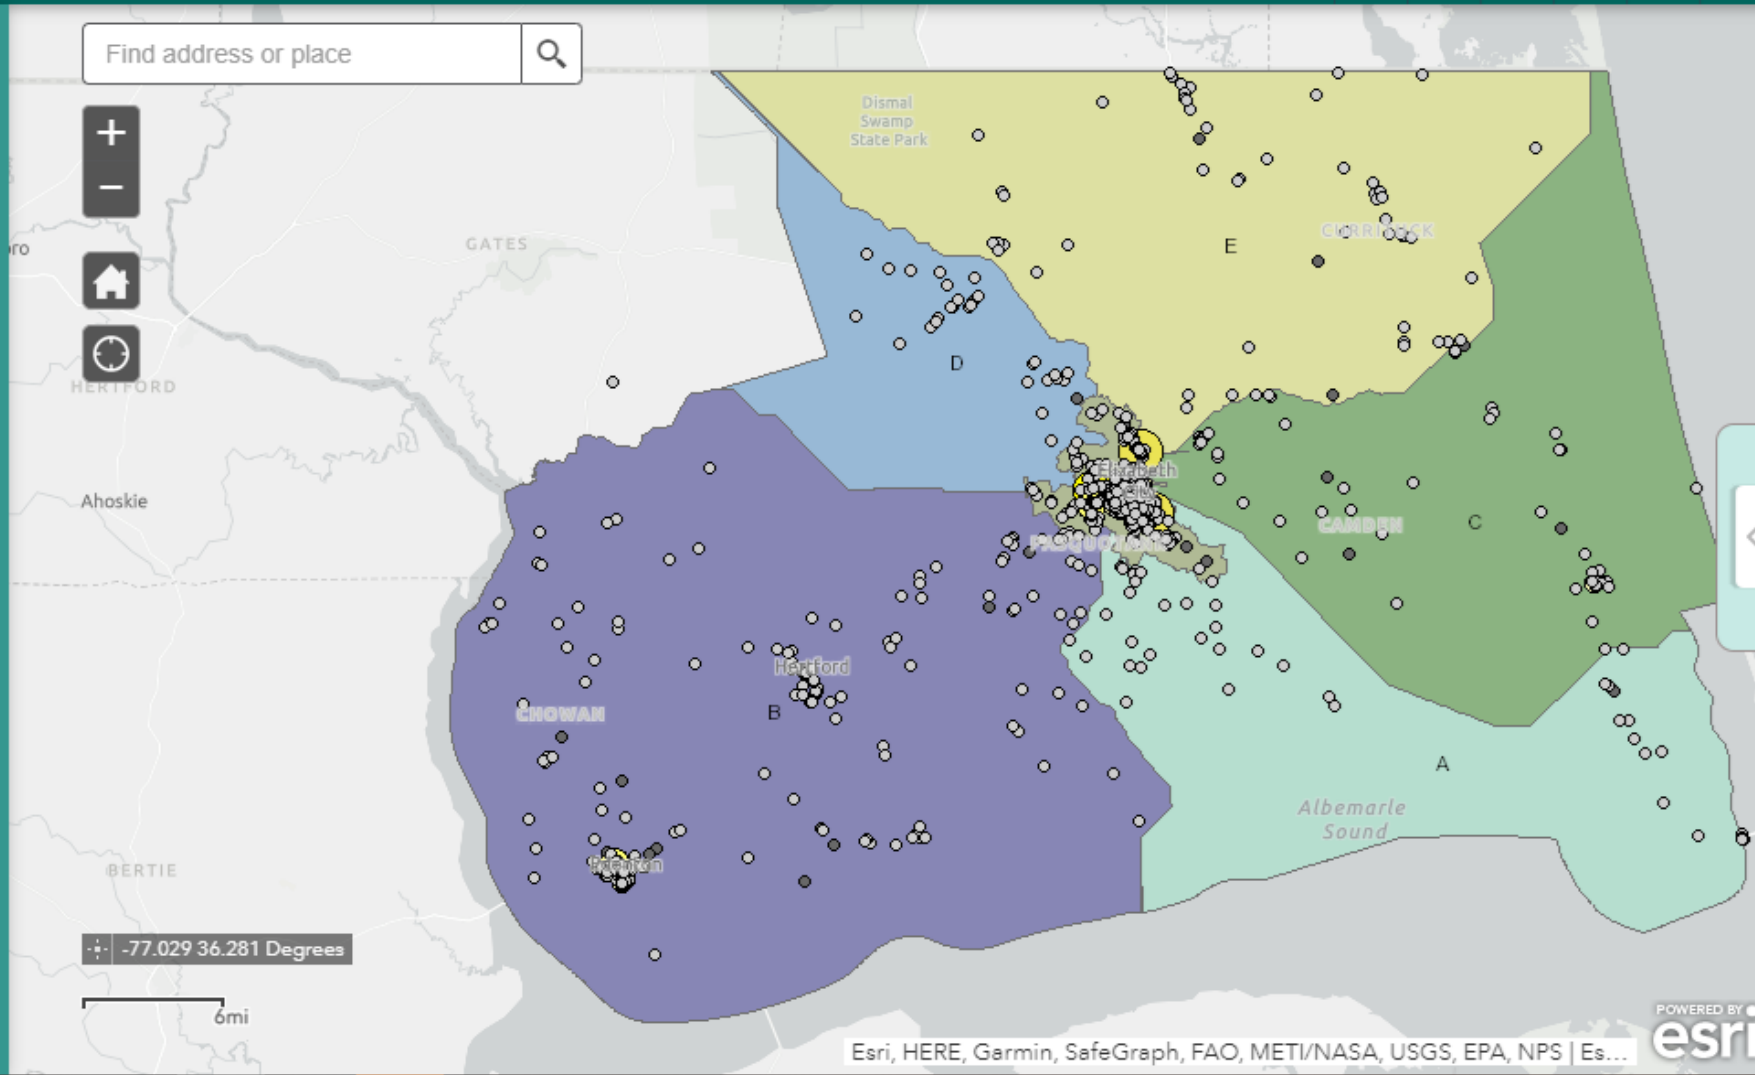 Find address or place
+
−
Dismal
Swamp
State Park
oro
GATES
CURRITUCK
E
HERTFORD
D
Elizabeth
City
Ahoskie
PASQUOTANK
CAMDEN
C
Hertford
CHOWAN
B
A
Albemarle
Sound
BERTIE
-77.029 36.281 Degrees
6mi
Esri, HERE, Garmin, SafeGraph, FAO, METI/NASA, USGS, EPA, NPS | Es...
POWERED BY
esri